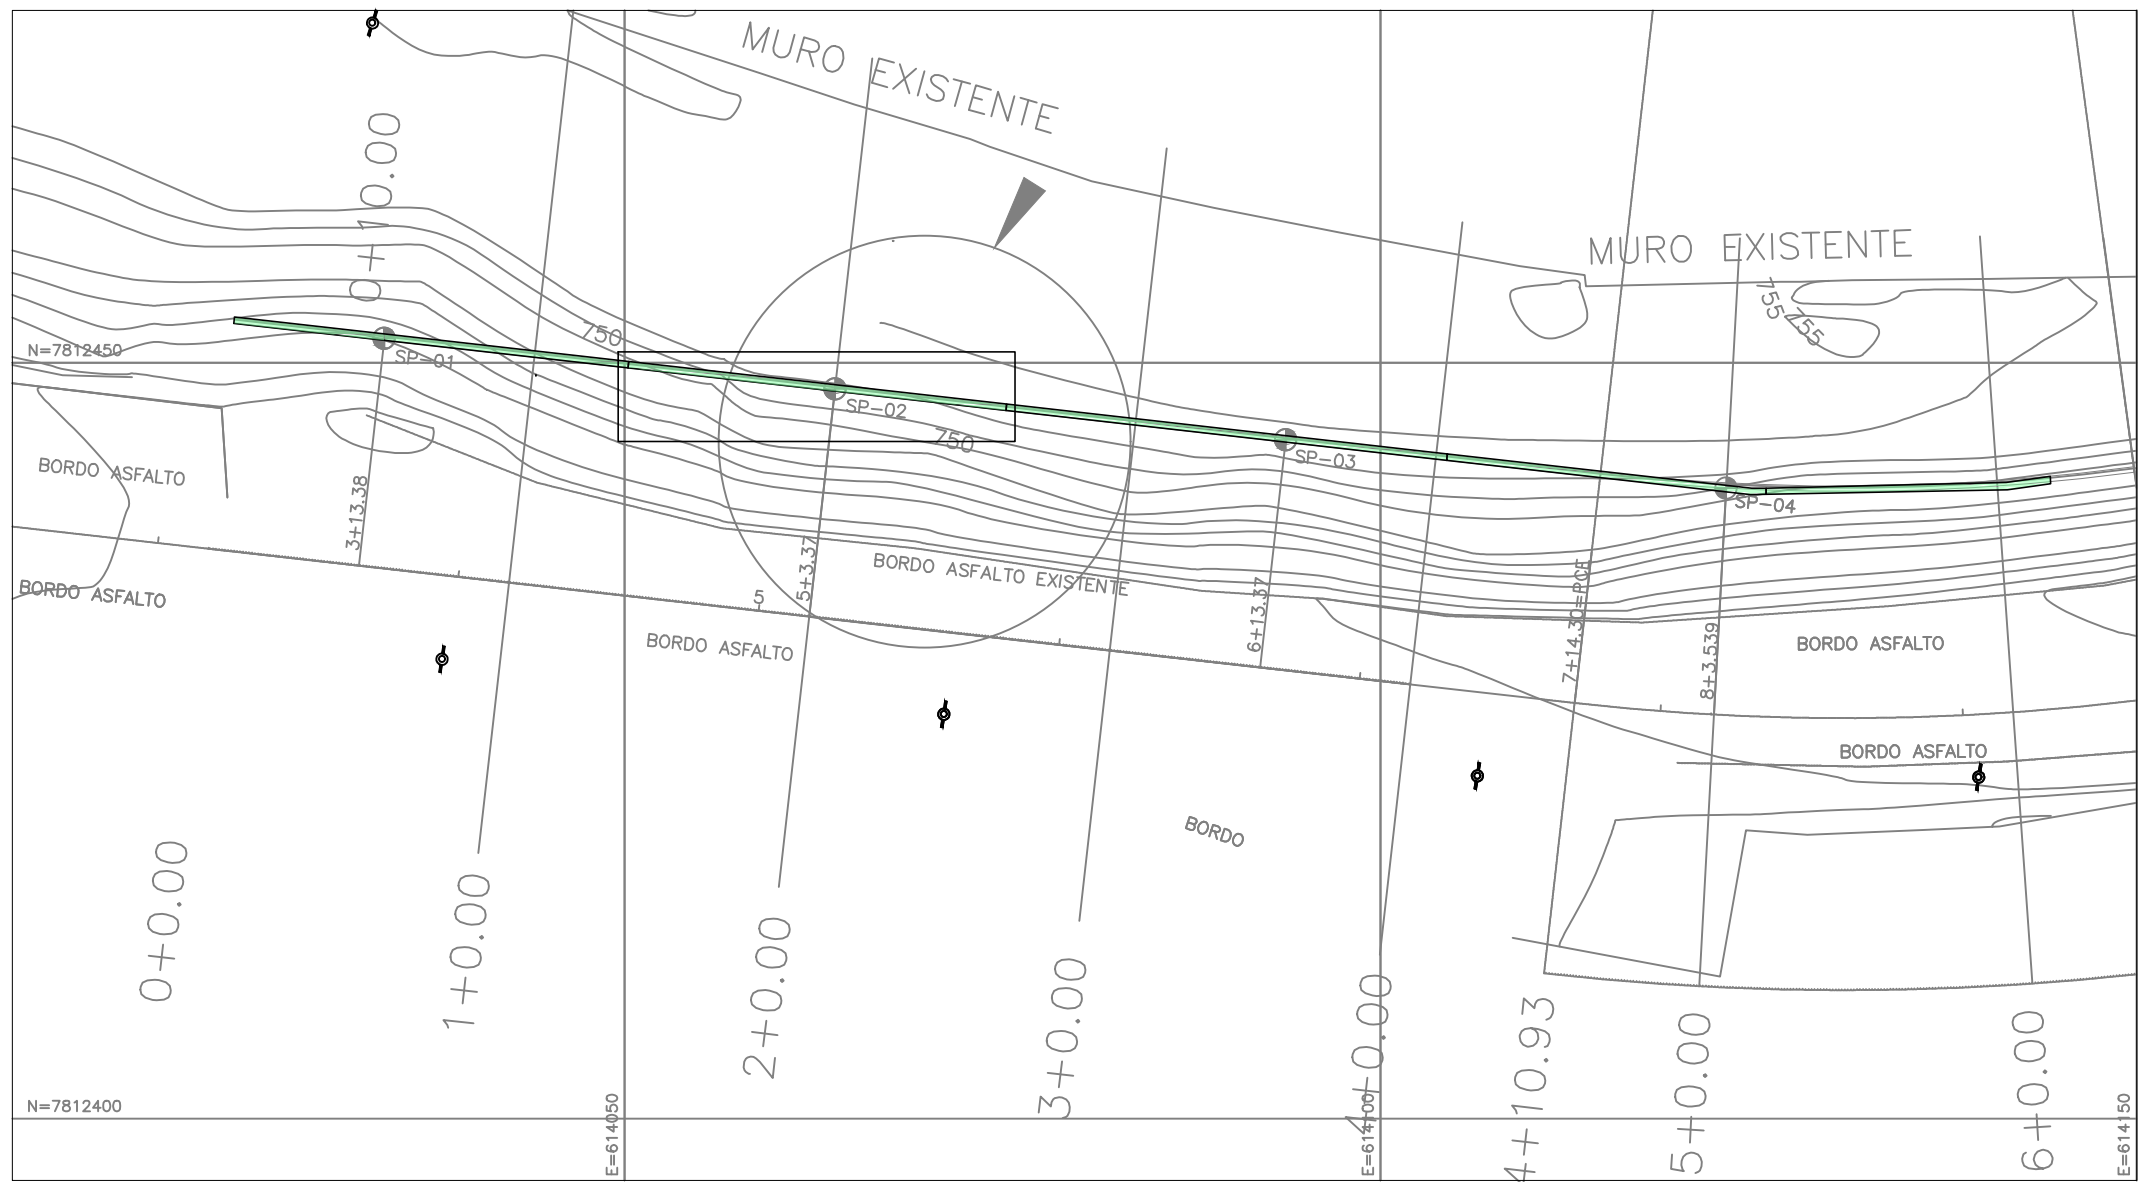 MURO EXISTENTE
0+10.00
MURO EXISTENTE
755
755
750
N=7812450
SP-01
SP-02
750
SP-03
BORDO ASFALTO
SP-04
3+13.38
5+3.37
BORDO ASFALTO EXISTENTE
BORDO ASFALTO
5
6+13.37
7+14.30=PCE
8+3.539
BORDO ASFALTO
BORDO ASFALTO
BORDO ASFALTO
BORDO
0+0.00
1+0.00
2+0.00
3+0.00
4+0.00
4+10.93
5+0.00
6+0.00
N=7812400
E=614050
E=614100
E=614150